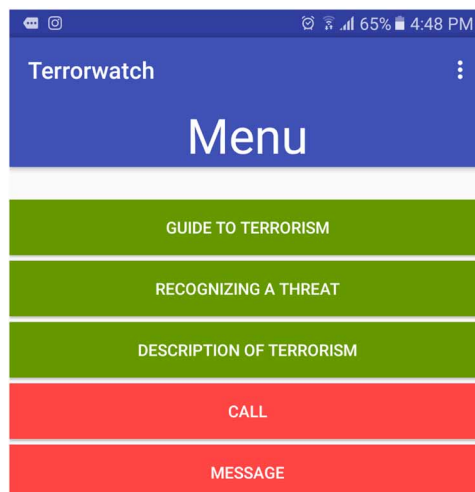 65% 4:48 PM
Terrorwatch
Menu
GUIDE TO TERRORISM
RECOGNIZING A THREAT
DESCRIPTION OF TERRORISM
CALL
MESSAGE